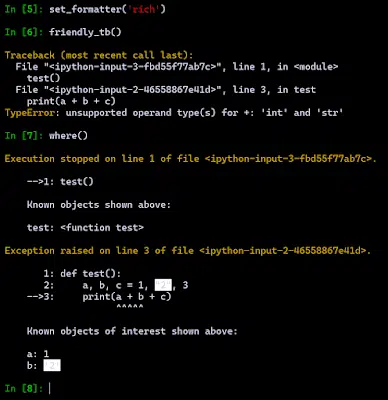 In [5]: set_formatter('rich')
In [6]: friendly_tb()
Traceback (most recent call last):
  File "<ipython-input-3-fbd55f77ab7c>", line 1, in <module>
    test()
  File "<ipython-input-2-46558867e41d>", line 3, in test
    print(a + b + c)
TypeError: unsupported operand type(s) for +: 'int' and 'str'
In [7]: where()
Execution stopped on line 1 of file <ipython-input-3-fbd55f77ab7c>.
    -->1: test()
    Known objects shown above:
    test: <function test>
Exception raised on line 3 of file <ipython-input-2-46558867e41d>.
       1: def test():
       2:     a, b, c = 1, "2", 3
    -->3:     print(a + b + c)
                    ^^^^^
    Known objects of interest shown above:
    a: 1
    b:
In [8]: